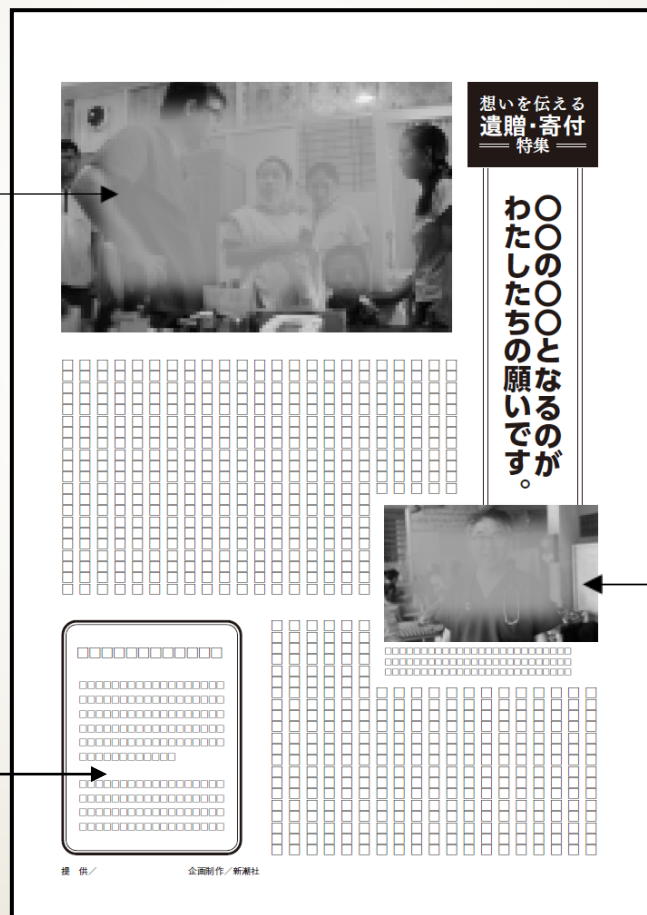 想いを伝える
遺贈・寄付
特集
〇〇の〇〇となるのが
わたしたちの願いです。
提　供／
企画制作／新潮社